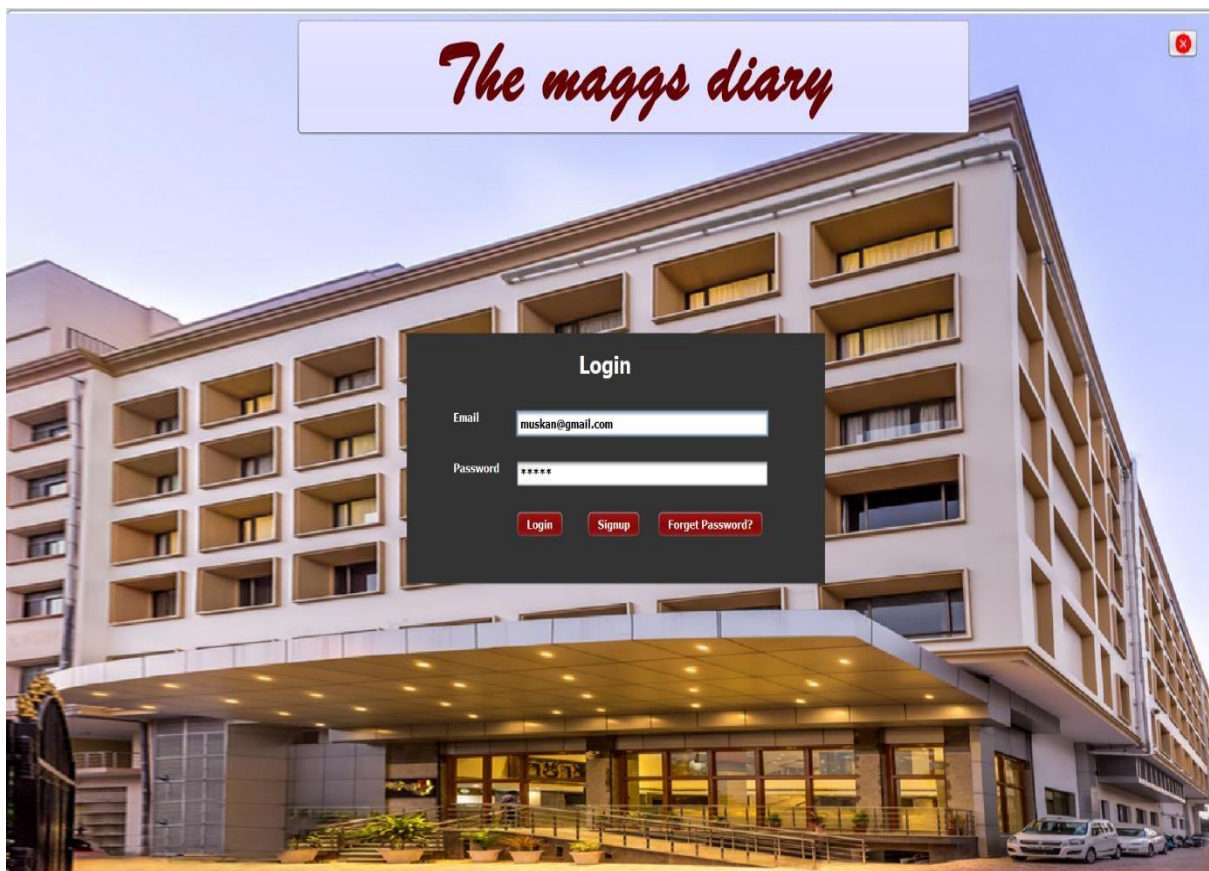 The maggs diary
Login
Email
muskan@gmail.com
Password
*****
Login Signup Forget Password?